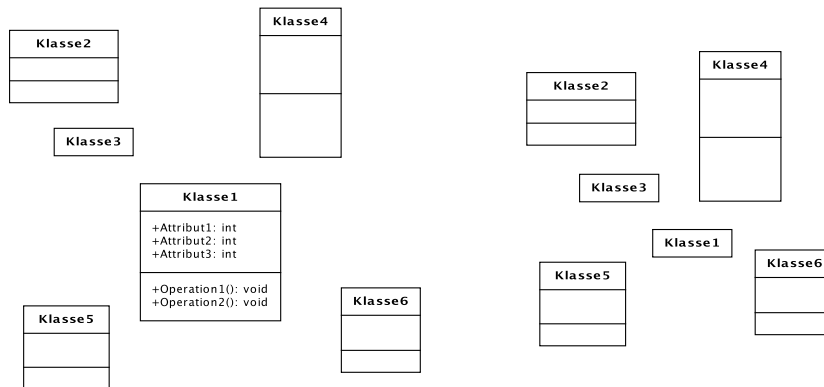 Klasse2
Klasse4
Klasse3
Klasse1
+Attribut1: int
+Attribut2: int
+Attribut3: int
+Operation1(): void
+Operation2(): void
Klasse5
Klasse6
Klasse2
Klasse4
Klasse3
Klasse1
Klasse5
Klasse6